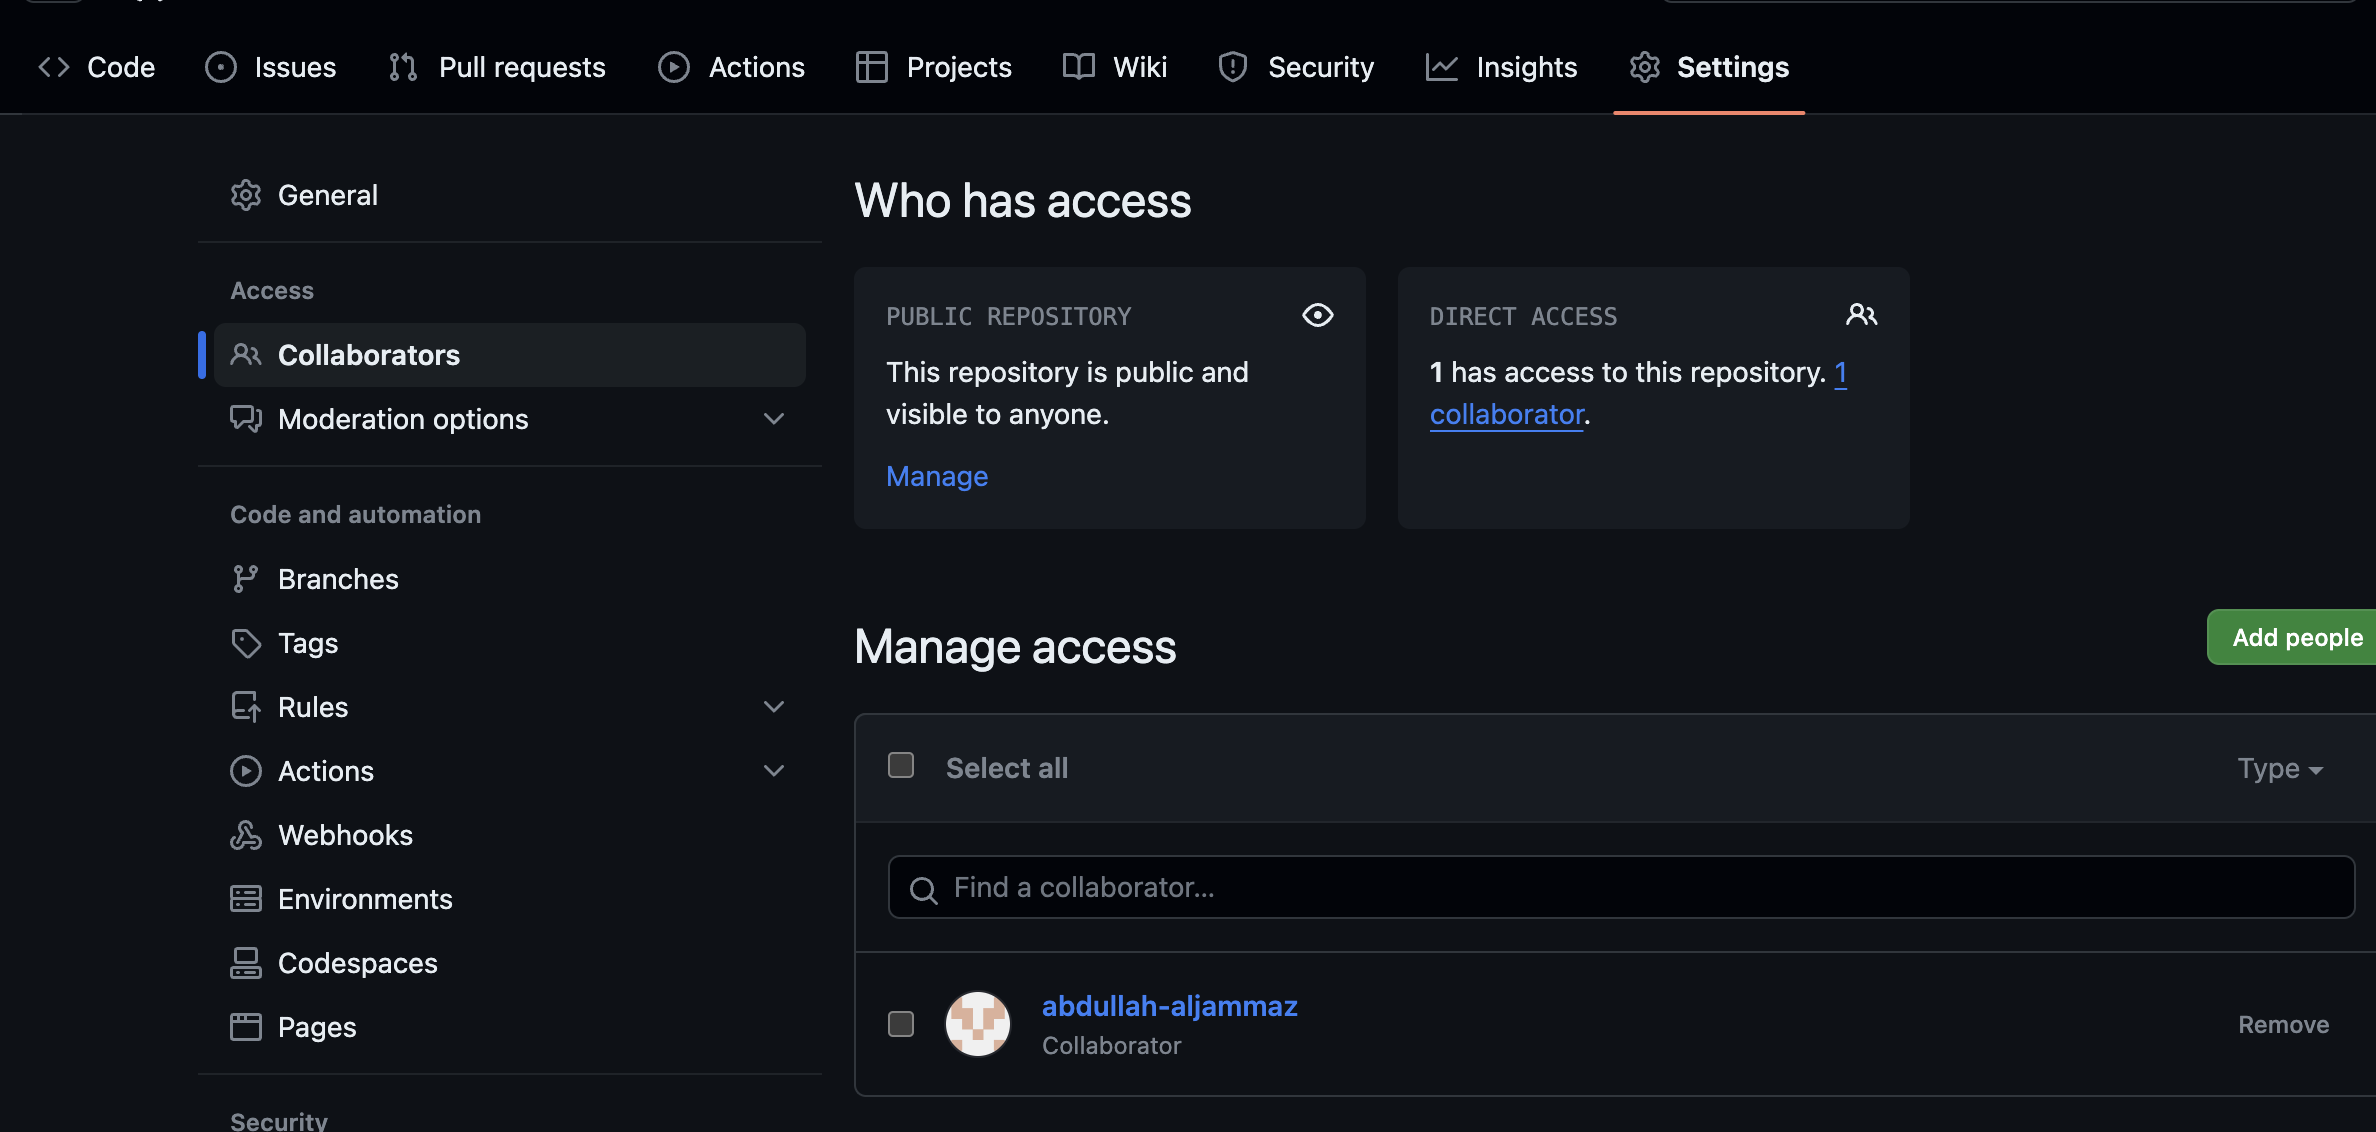 Code Issues Pull requests Actions Projects Wiki Security Insights Settings
General
Access
Collaborators
Moderation options
Code and automation
Branches
Tags
Rules
Actions
Webhooks
Environments
Codespaces
Pages
Security
Who has access
PUBLIC REPOSITORY
This repository is public and
visible to anyone.
Manage
DIRECT ACCESS
1 has access to this repository. 1
collaborator.
Manage access
Add people
Select all
Type
Find a collaborator...
abdullah-aljammaz
Collaborator
Remove